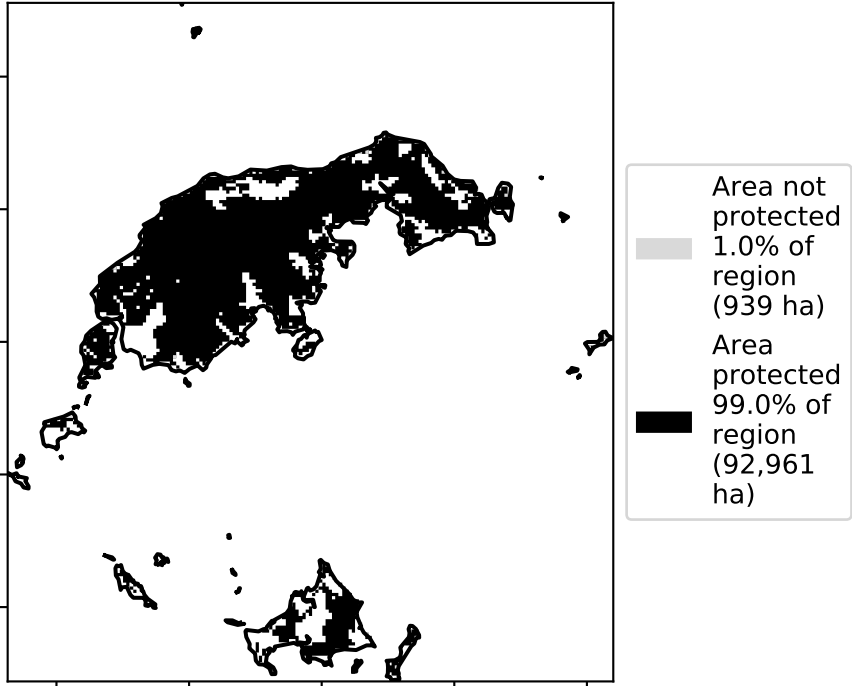 Area not
protected
1.0% of
region
(939 ha)
Area
protected
99.0% of
region
(92,961
ha)